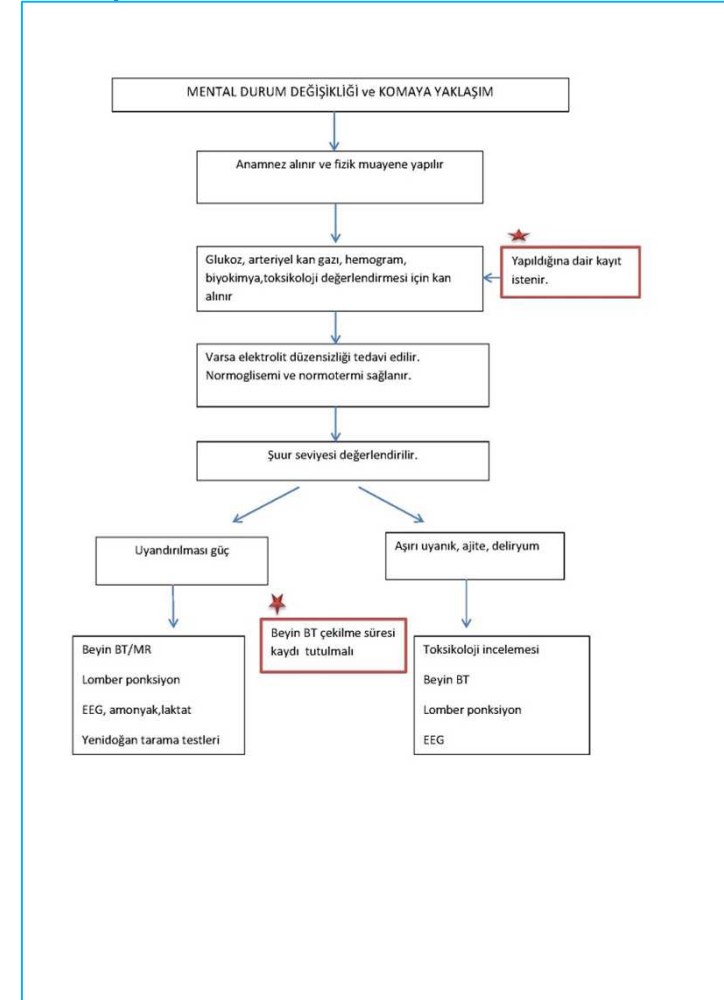 MENTAL DURUM DEĞİŞİKLİĞİ ve KOMAYA YAKLAŞIM
Anamnez alınır ve fizik muayene yapılır
Glukoz, arteriyel kan gazı, hemogram,
biyokimya,toksikoloji değerlendirmesi için kan
alınır
Yapıldığına dair kayıt
istenir.
Varsa elektrolit düzensizliği tedavi edilir.
Normoglisemi ve normotermi sağlanır.
Şuur seviyesi değerlendirilir.
Uyandırılması güç
Aşırı uyanık, ajite, deliryum
Beyin BT çekilme süresi
kaydı tutulmalı
Beyin BT/MR
Lomber ponksiyon
EEG, amonyak,laktat
Yenidoğan tarama testleri
Toksikoloji incelemesi
Beyin BT
Lomber ponksiyon
EEG